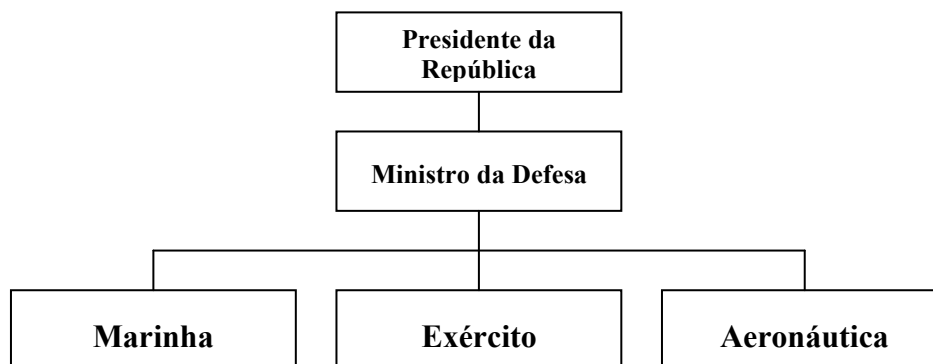 Presidente da
República
Ministro da Defesa
Marinha
Exército
Aeronáutica